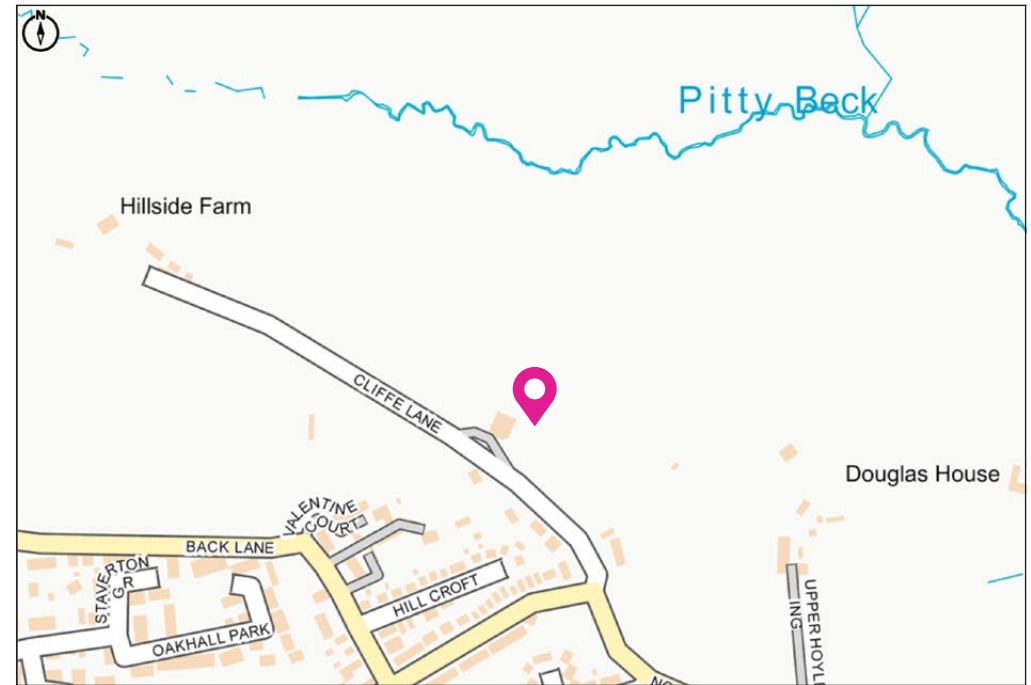 N
Pitty Beck
Hillside Farm
CLIFFE LANE
Douglas House
VALENTINE
COURT
BACK LANE
STAVERTON
GR
HILL CROFT
OAKHALL PARK
UPPER HOYL
ING